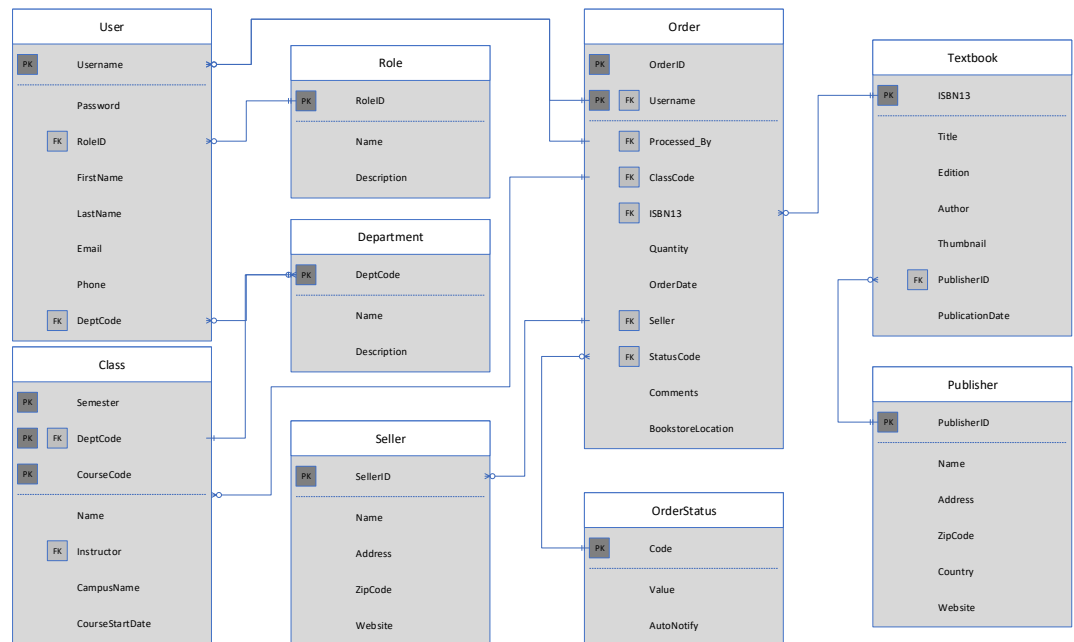 User
PK Username
Password
FK RoleID
FirstName
LastName
Email
Phone
FK DeptCode
Class
PK Semester
PK FK DeptCode
PK CourseCode
Name
FK Instructor
CampusName
CourseStartDate
Role
PK RoleID
Name
Description
Department
PK DeptCode
Name
Description
Seller
PK SellerID
Name
Address
ZipCode
Website
Order
PK OrderID
PK FK Username
FK Processed_By
FK ClassCode
FK ISBN13
Quantity
OrderDate
FK Seller
FK StatusCode
Comments
BookstoreLocation
OrderStatus
PK Code
Value
AutoNotify
Textbook
PK ISBN13
Title
Edition
Author
Thumbnail
FK PublisherID
PublicationDate
Publisher
PK PublisherID
Name
Address
ZipCode
Country
Website